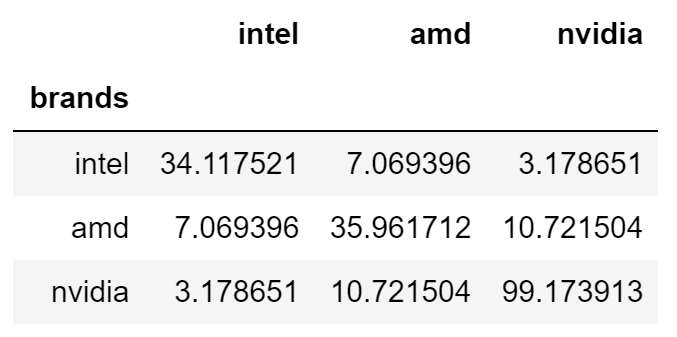 intel amd nvidia
brands
intel 34.117521 7.069396 3.178651
amd 7.069396 35.961712 10.721504
nvidia 3.178651 10.721504 99.173913